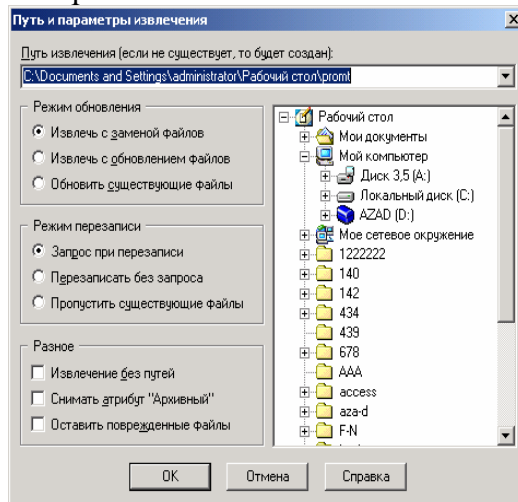 Путь и параметры извлечения
Путь извлечения (если не существует, то будет создан):
C:\Documents and Settings\administrator\Рабочий стол\promt
Режим обновления
Извлечь с заменой файлов
Извлечь с обновлением файлов
Обновить существующие файлы
Режим перезаписи
Запрос при перезаписи
Перезаписать без запроса
Пропустить существующие файлы
Разное
Извлечение без путей
Снимать атрибут "Архивный"
Оставить поврежденные файлы
Рабочий стол
Мои документы
Мой компьютер
Диск 3,5 (A:)
Локальный диск (C:)
AZAD (D:)
Мое сетевое окружение
1222222
140
142
434
439
678
AAA
access
aza-d
F-N
OK
Отмена
Справка